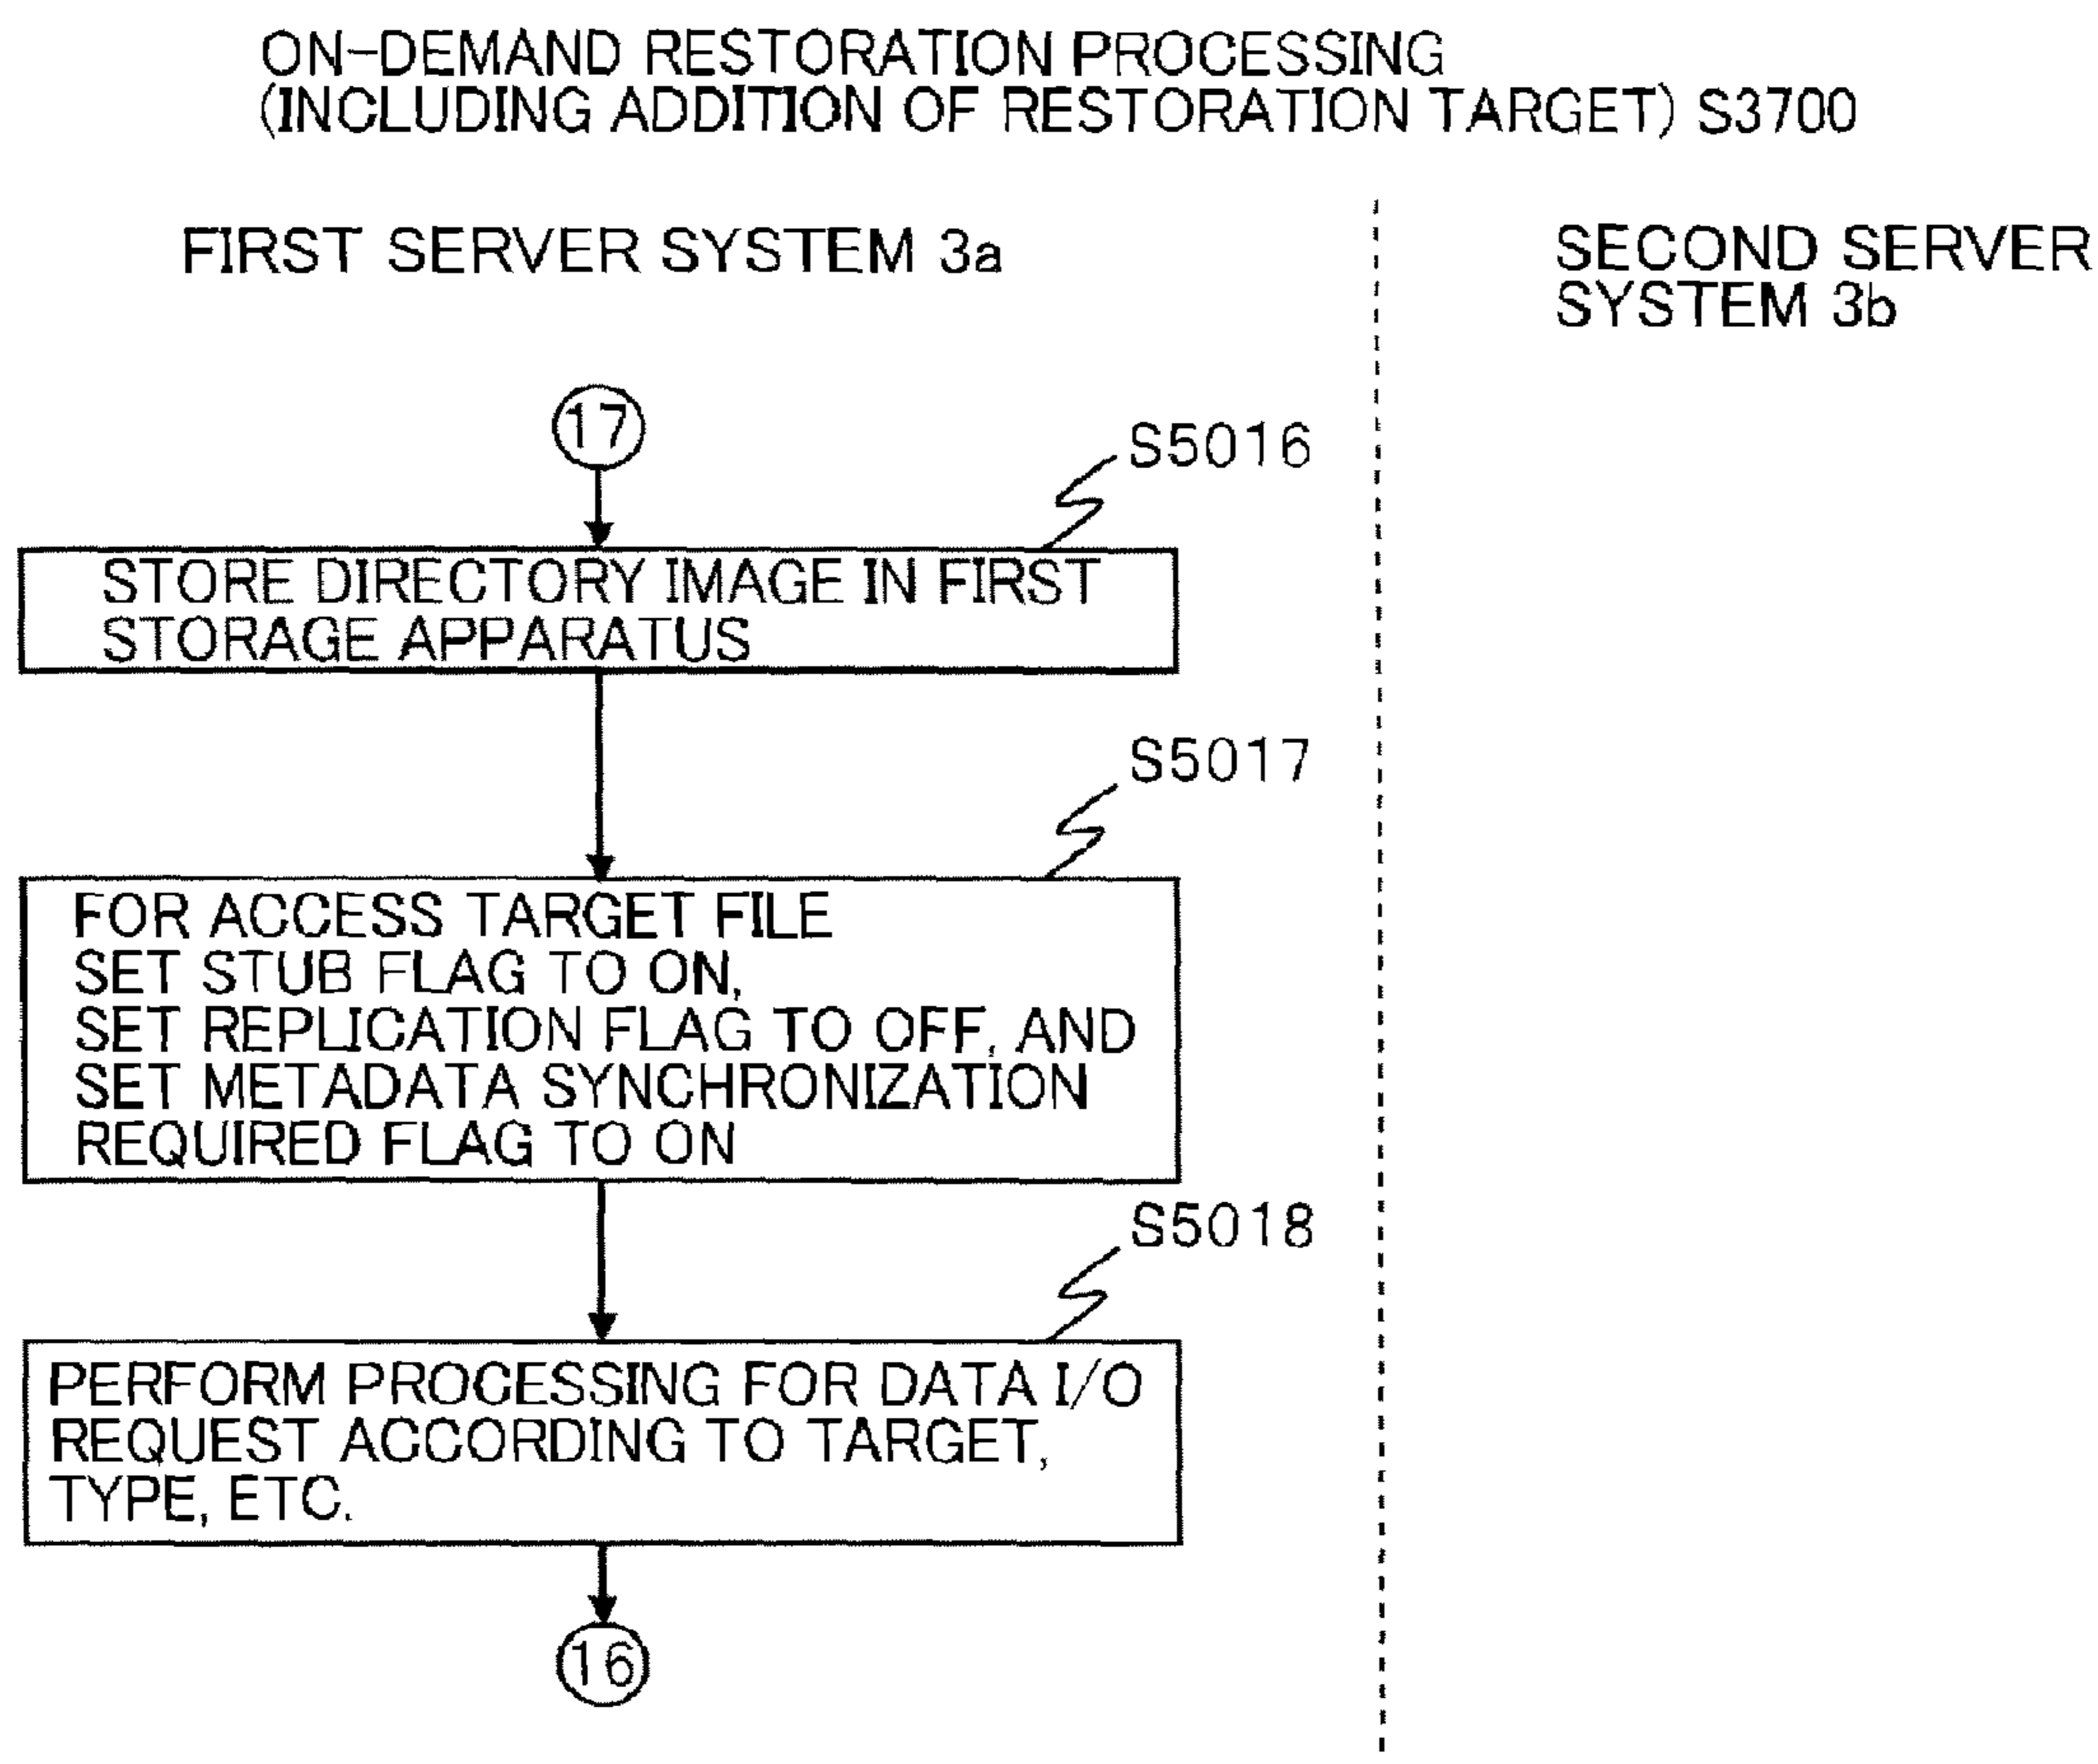 ON-DEMAND RESTORATION PROCESSING
(INCLUDING ADDITION OF RESTORATION TARGET) S3700
FIRST SERVER SYSTEM 3a
SECOND SERVER
SYSTEM 3b
17
S5016
STORE DIRECTORY IMAGE IN FIRST
STORAGE APPARATUS
S5017
FOR ACCESS TARGET FILE
SET STUB FLAG TO ON,
SET REPLICATION FLAG TO OFF, AND
SET METADATA SYNCHRONIZATION
REQUIRED FLAG TO ON
S5018
PERFORM PROCESSING FOR DATA I/O
REQUEST ACCORDING TO TARGET,
TYPE, ETC.
16